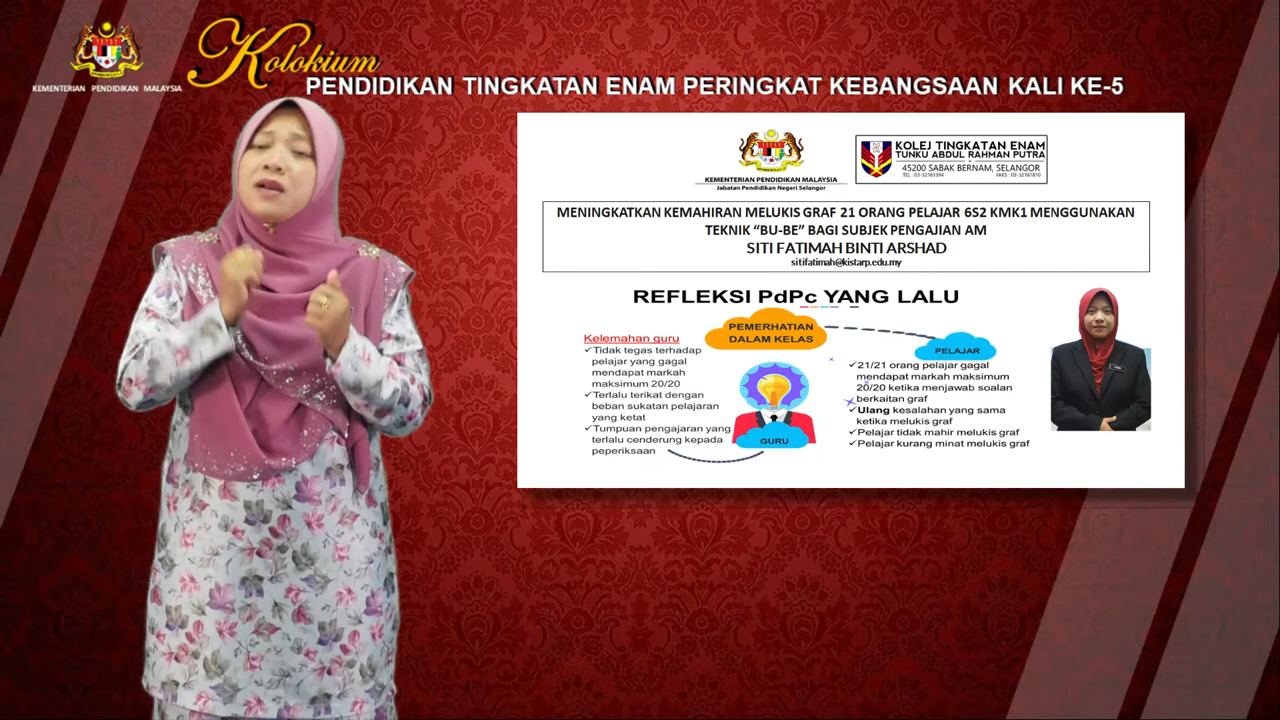 Kolokium
KEMENTERIAN PENDIDIKAN MALAYSIA
PENDIDIKAN TINGKATAN ENAM PERINGKAT KEBANGSAAN KALI KE-5
KEMENTERIAN PENDIDIKAN MALAYSIA
Jabatan Pendidikan Negeri Selangor
KOLEJ TINGKATAN ENAM
TUNKU ABDUL RAHMAN PUTRA
45200 SABAK BERNAM, SELANGOR
TEL : 03-32161394 FAKS : 03-32161810
MENINGKATKAN KEMAHIRAN MELUKIS GRAF 21 ORANG PELAJAR 6S2 KMK1 MENGGUNAKAN
TEKNIK “BU-BE” BAGI SUBJEK PENGAJIAN AM
SITI FATIMAH BINTI ARSHAD
sitifatimah@kistarp.edu.my
REFLEKSI PdPc YANG LALU
PEMERHATIAN
DALAM KELAS
Kelemahan guru
✓Tidak tegas terhadap
pelajar yang gagal
mendapat markah
maksimum 20/20
✓Terlalu terikat dengan
beban sukatan pelajaran
yang ketat
✓Tumpuan pengajaran yang
terlalu cenderung kepada
peperiksaan
GURU
PELAJAR
✓21/21 orang pelajar gagal
mendapat markah maksimum
20/20 ketika menjawab soalan
berkaitan graf
✓Ulang kesalahan yang sama
ketika melukis graf
✓Pelajar tidak mahir melukis graf
✓Pelajar kurang minat melukis graf